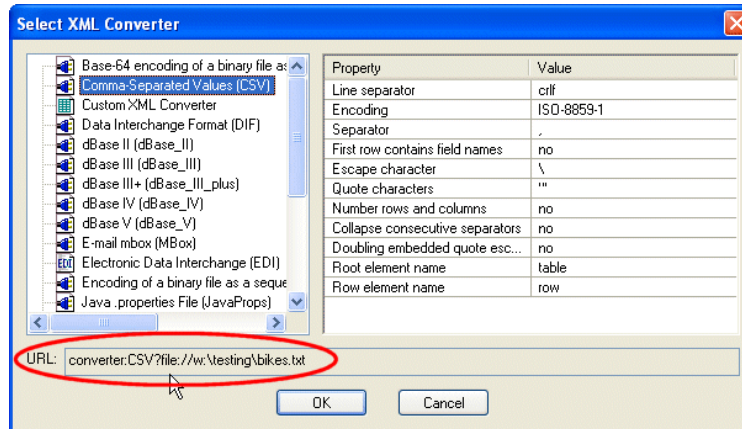 Select XML Converter
Base-64 encoding of a binary file as
Comma-Separated Values (CSV)
Custom XML Converter
Data Interchange Format (DIF)
dBase II (dBase_II)
dBase III (dBase_III)
dBase III+ (dBase_III_plus)
dBase IV (dBase_IV)
dBase V (dBase_V)
E-mail mbox (MBox)
EDI Electronic Data Interchange (EDI)
Encoding of a binary file as a seque
Java .properties File (JavaProps)
Property Value
Line separator crlf
Encoding ISO-8859-1
Separator ,
First row contains field names no
Escape character \
Quote characters '"
Number rows and columns no
Collapse consecutive separators no
Doubling embedded quote esc... no
Root element name table
Row element name row
URL: converter:CSV?file://w:\testing\bikes.txt
OK Cancel